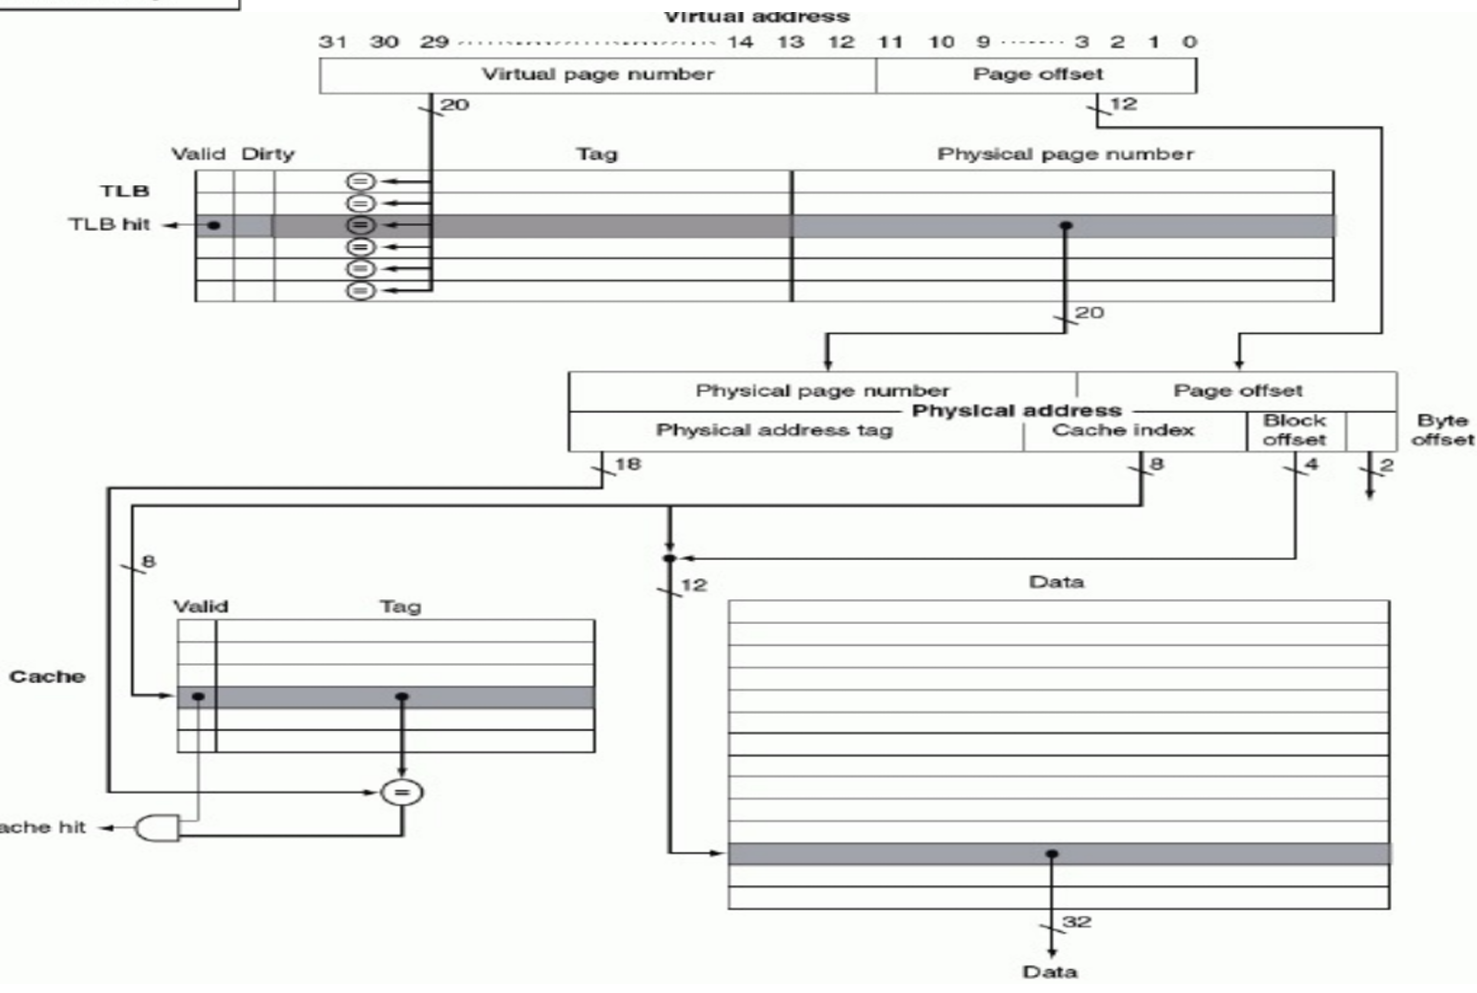 Virtual address
31 30 29 14 13 12 11 10 9 3 2 1 0
Virtual page number Page offset
20 12
Valid Dirty Tag Physical page number
TLB
TLB hit
=
=
=
=
=
=
20
Physical page number Page offset
Physical address
Physical address tag Cache index Block offset Byte offset
18 8 4 2
8
12
Data
Valid Tag
Cache
=
ache hit
32
Data